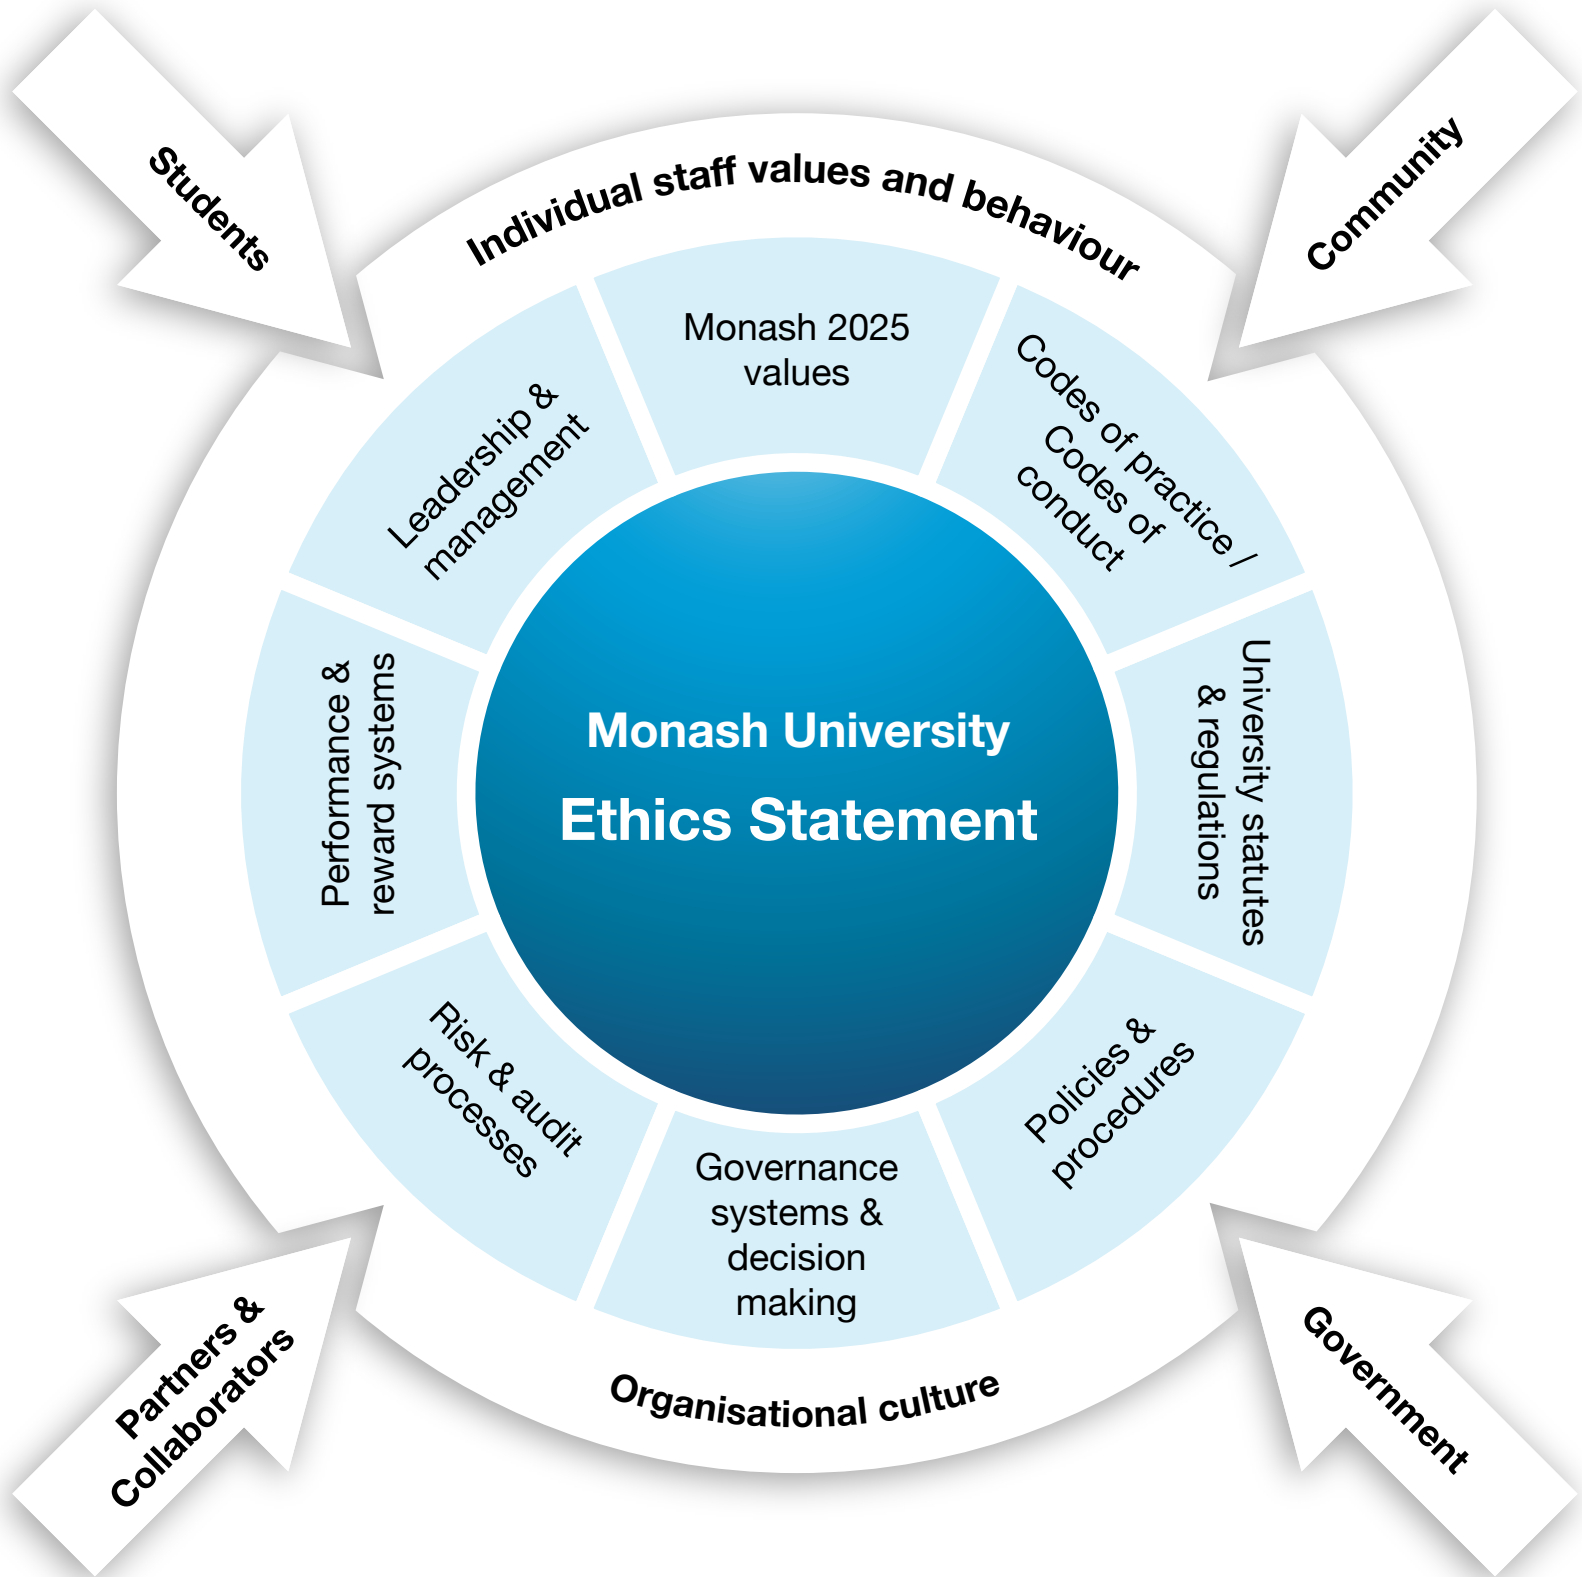 Students
Community
Individual staff values and behaviour
Monash 2025
values
Codes of practice /
Codes of
conduct
University statutes
& regulations
Policies &
procedures
Governance
systems &
decision
making
Risk & audit
processes
Performance &
reward systems
Leadership &
management
Monash University
Ethics Statement
Organisational culture
Partners &
Collaborators
Government